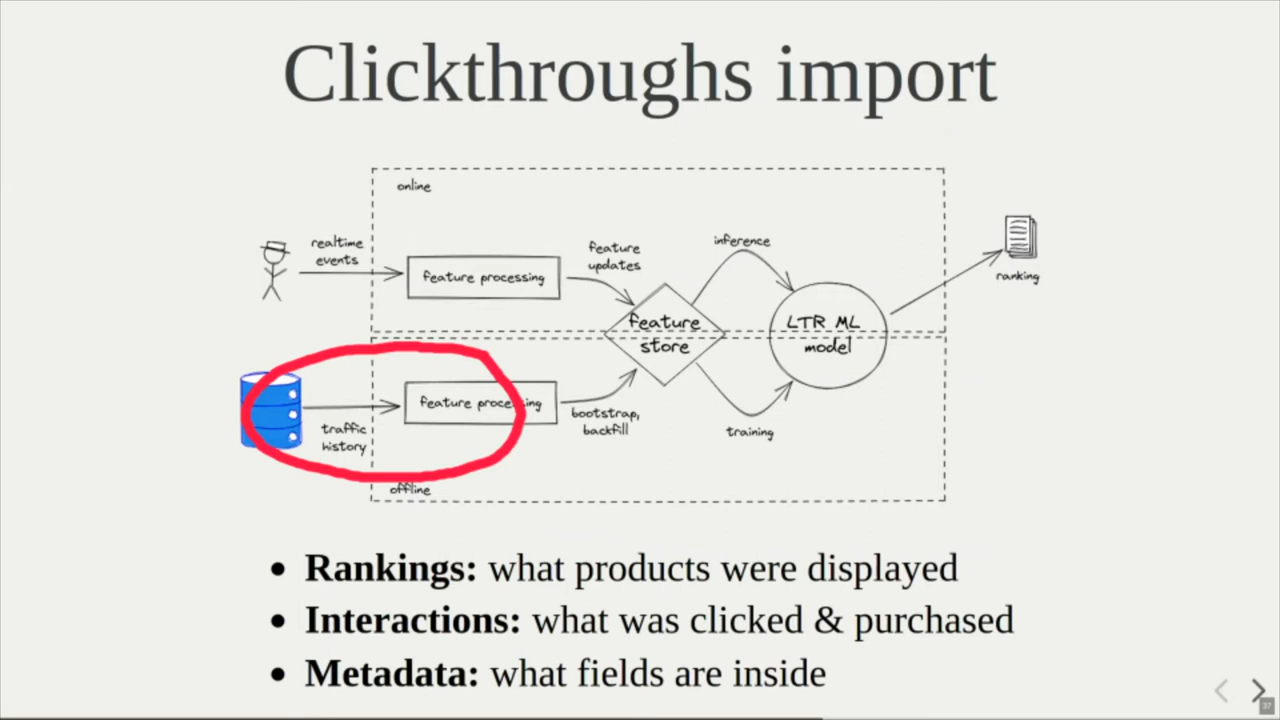 Clickthroughs import
online
realtime
events
feature processing
feature
updates
inference
ranking
feature
store
LTR ML
model
traffic
history
feature processing
bootstrap,
backfill
training
offline
Rankings: what products were displayed
Interactions: what was clicked & purchased
Metadata: what fields are inside
37